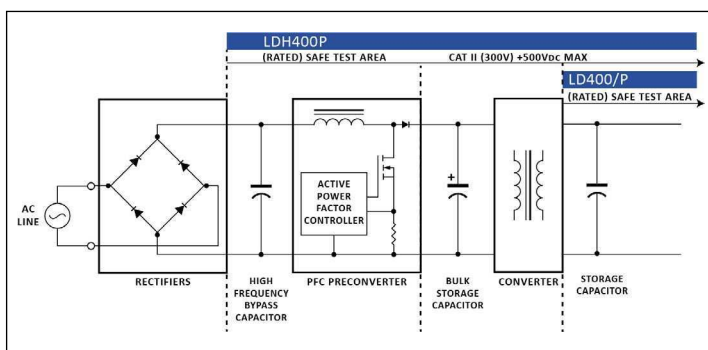 LDH400P
(RATED) SAFE TEST AREA
CAT II (300V) +500VDC MAX
LD400/P
(RATED) SAFE TEST AREA
AC
LINE
ACTIVE
POWER
FACTOR
CONTROLLER
+
RECTIFIERS
HIGH
FREQUENCY
BYPASS
CAPACITOR
PFC PRECONVERTER
BULK
STORAGE
CAPACITOR
CONVERTER
STORAGE
CAPACITOR